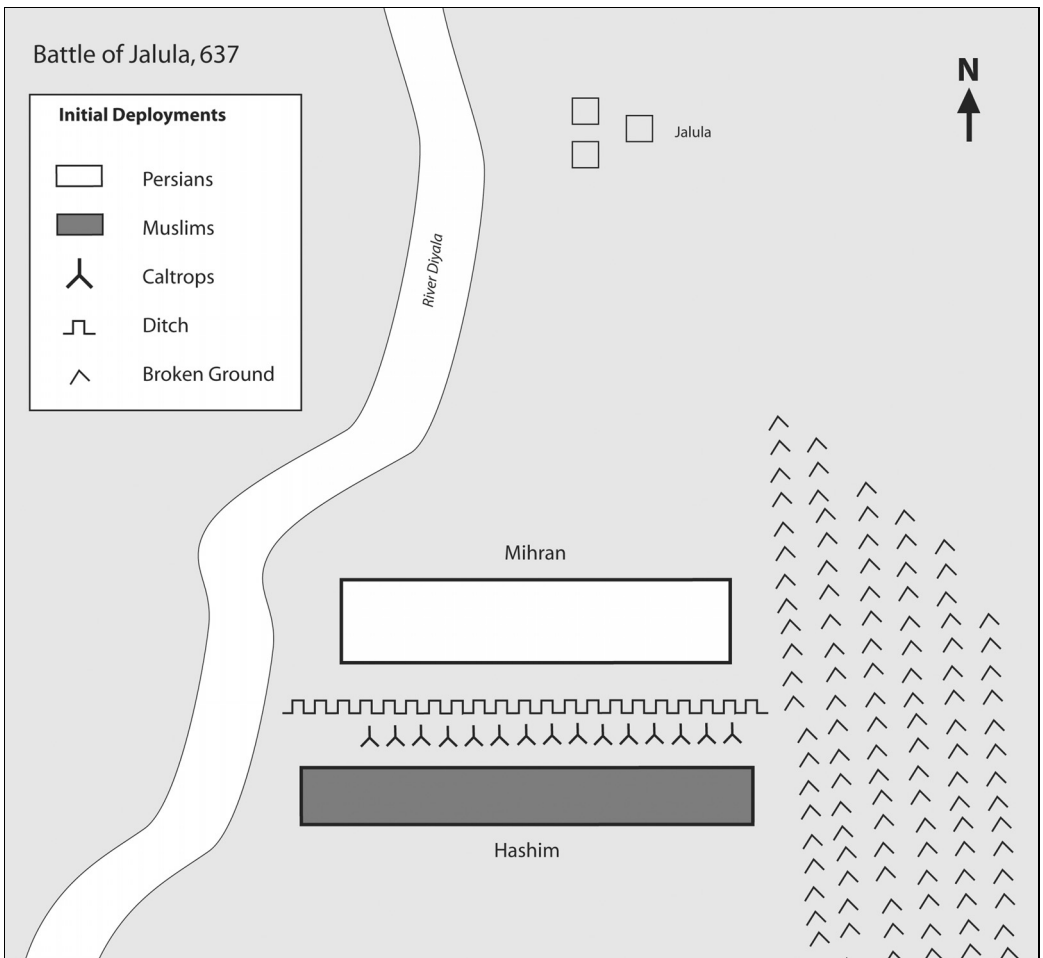 Battle of Jalula, 637
Initial Deployments
Persians
Muslims
Caltrops
Ditch
Broken Ground
N
Jalula
River Diyala
Mihran
Hashim